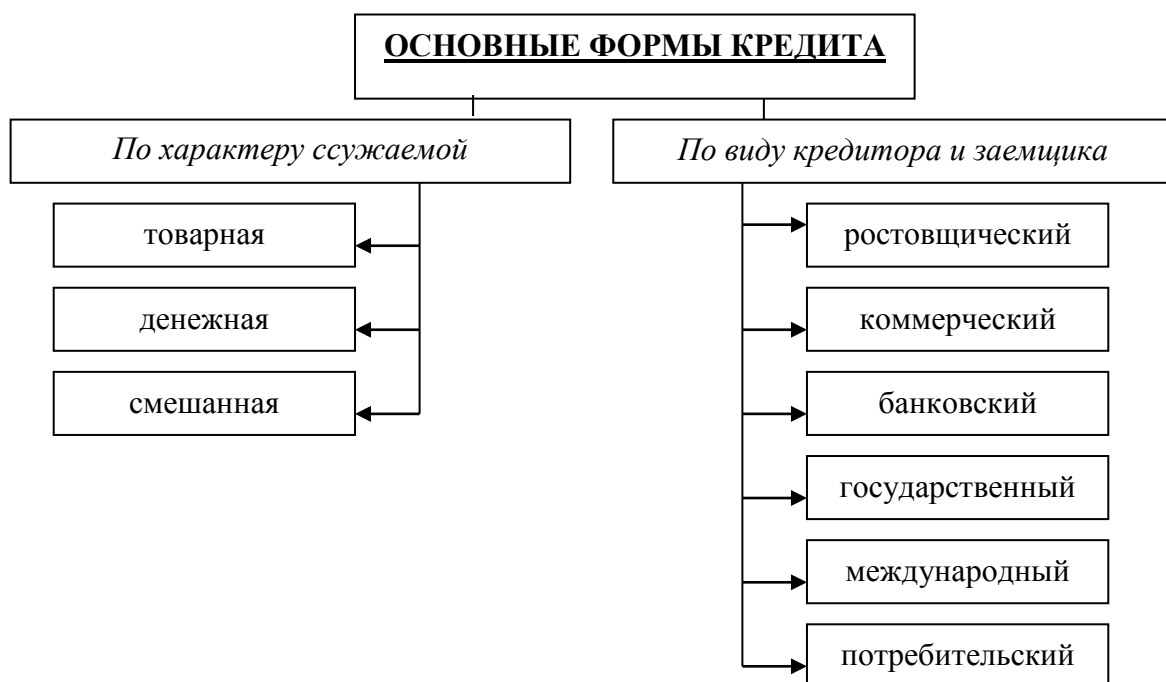 ОСНОВНЫЕ ФОРМЫ КРЕДИТА
По характеру ссужаемой
товарная
денежная
смешанная
По виду кредитора и заемщика
ростовщический
коммерческий
банковский
государственный
международный
потребительский